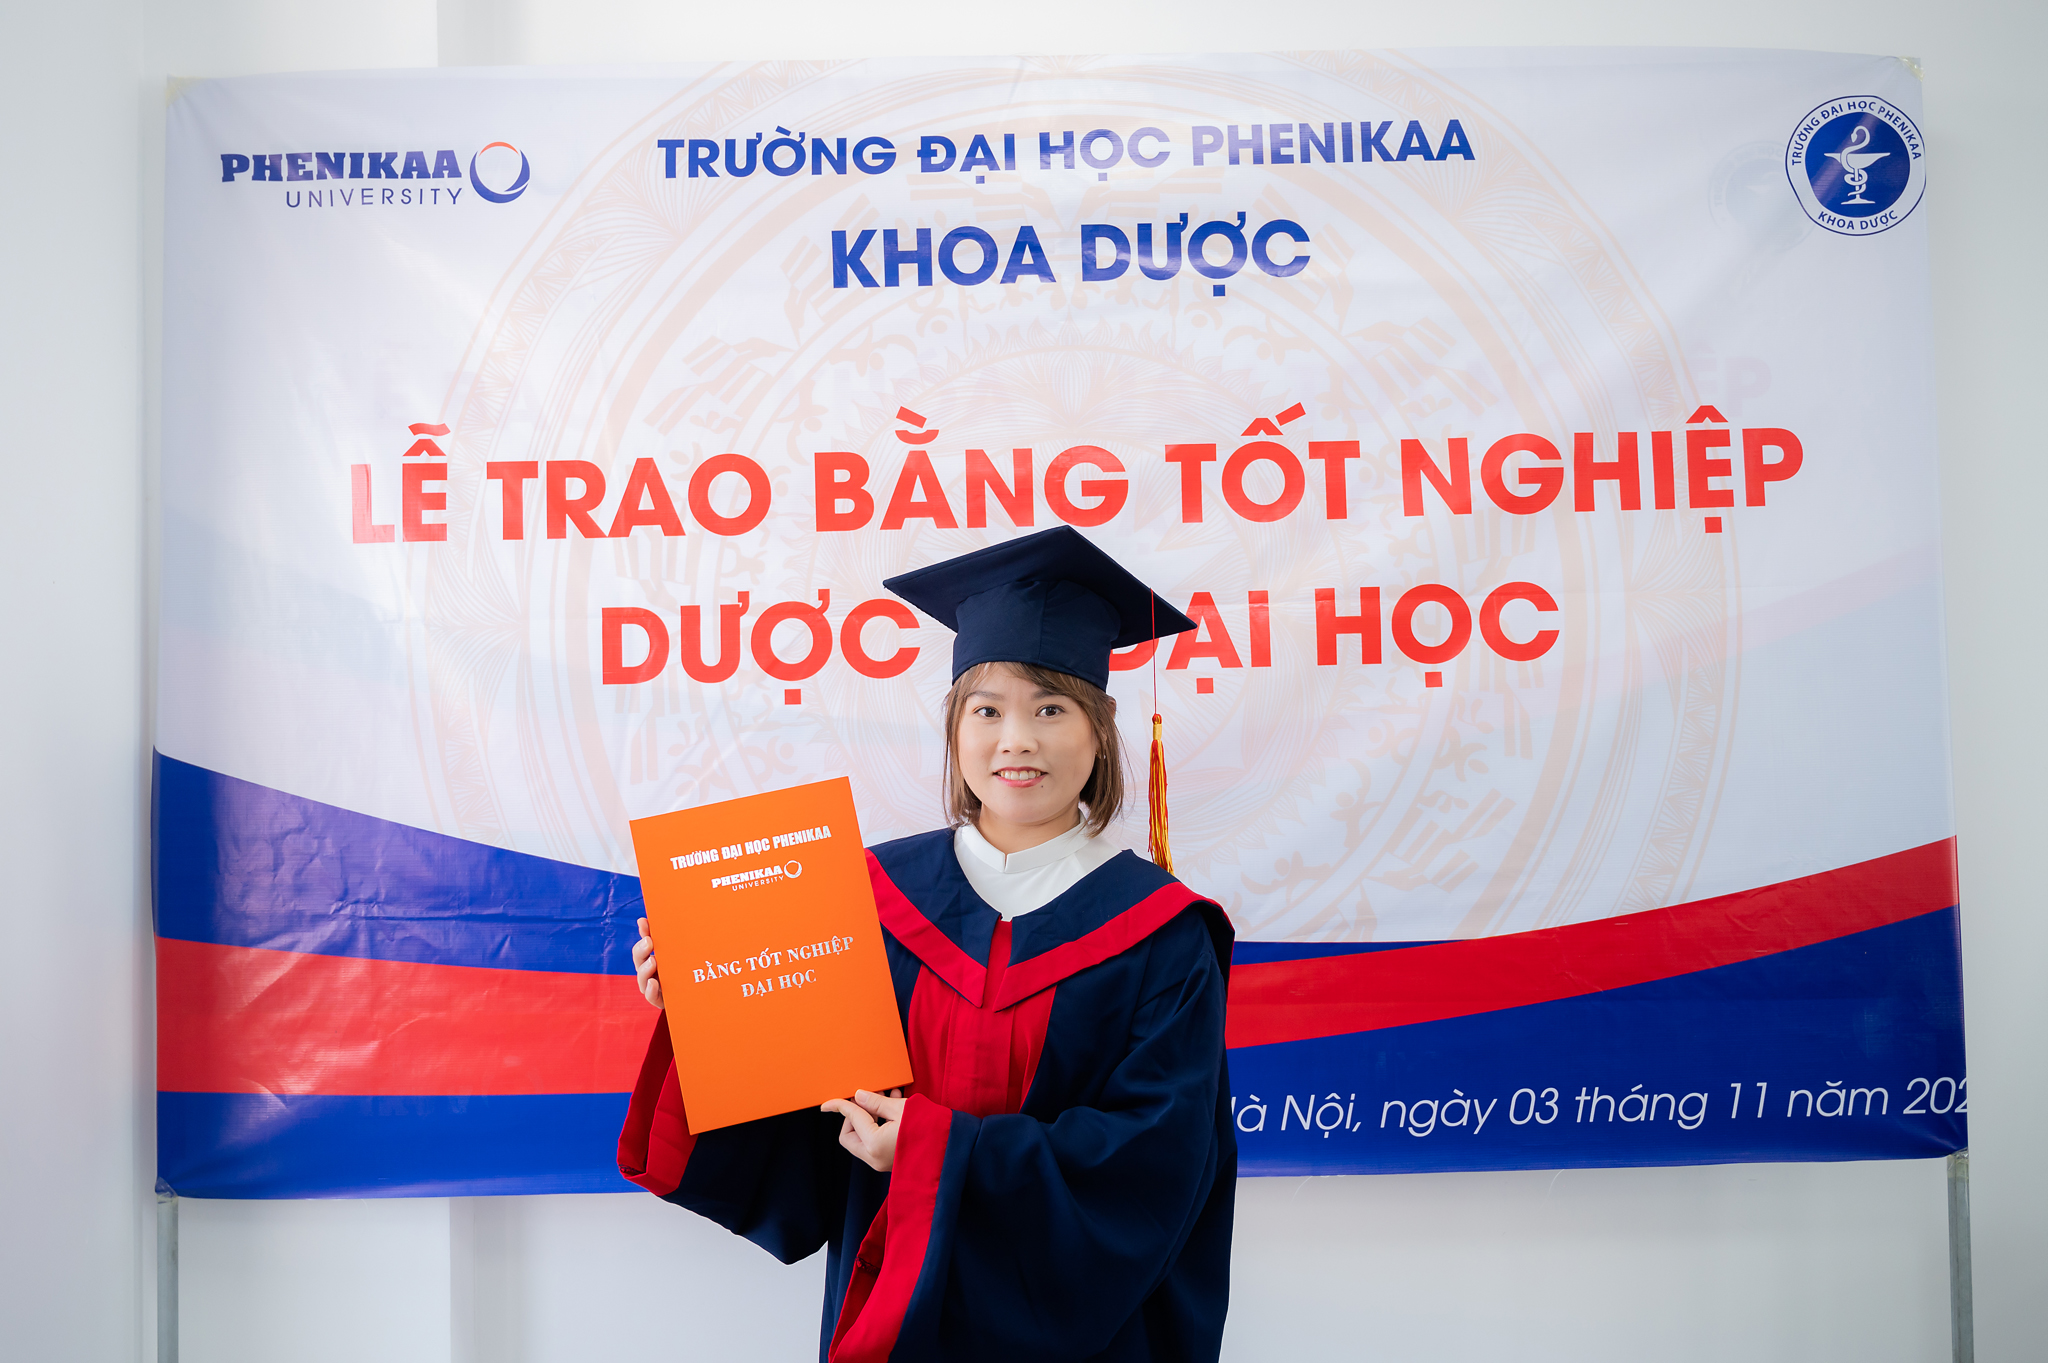 PHENIKAA
UNIVERSITY
TRƯỜNG ĐẠI HỌC PHENIKAA
KHOA DƯỢC
TRƯỜNG ĐẠI HỌC PHENIKAA
KHOA DƯỢC
LỄ TRAO BẰNG TỐT NGHIỆP
DƯỢC ĐẠI HỌC
TRƯỜNG ĐẠI HỌC PHENIKAA
PHENIKAA
UNIVERSITY
BẰNG TỐT NGHIỆP
ĐẠI HỌC
Nội, ngày 03 tháng 11 năm